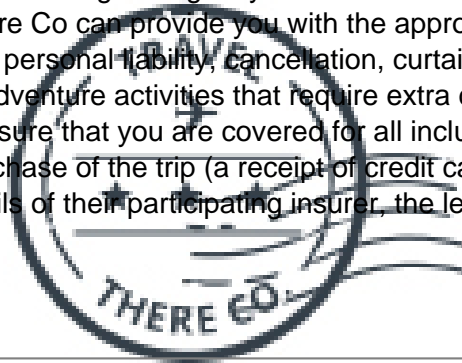 re Co can provide you with the appro
personal liability, cancellation, curtai
dventure activities that require extra
sure that you are covered for all inclu
chase of the trip (a receipt of credit ca
ls of their participating insurer, the le
TRAVEL
THERE CO.